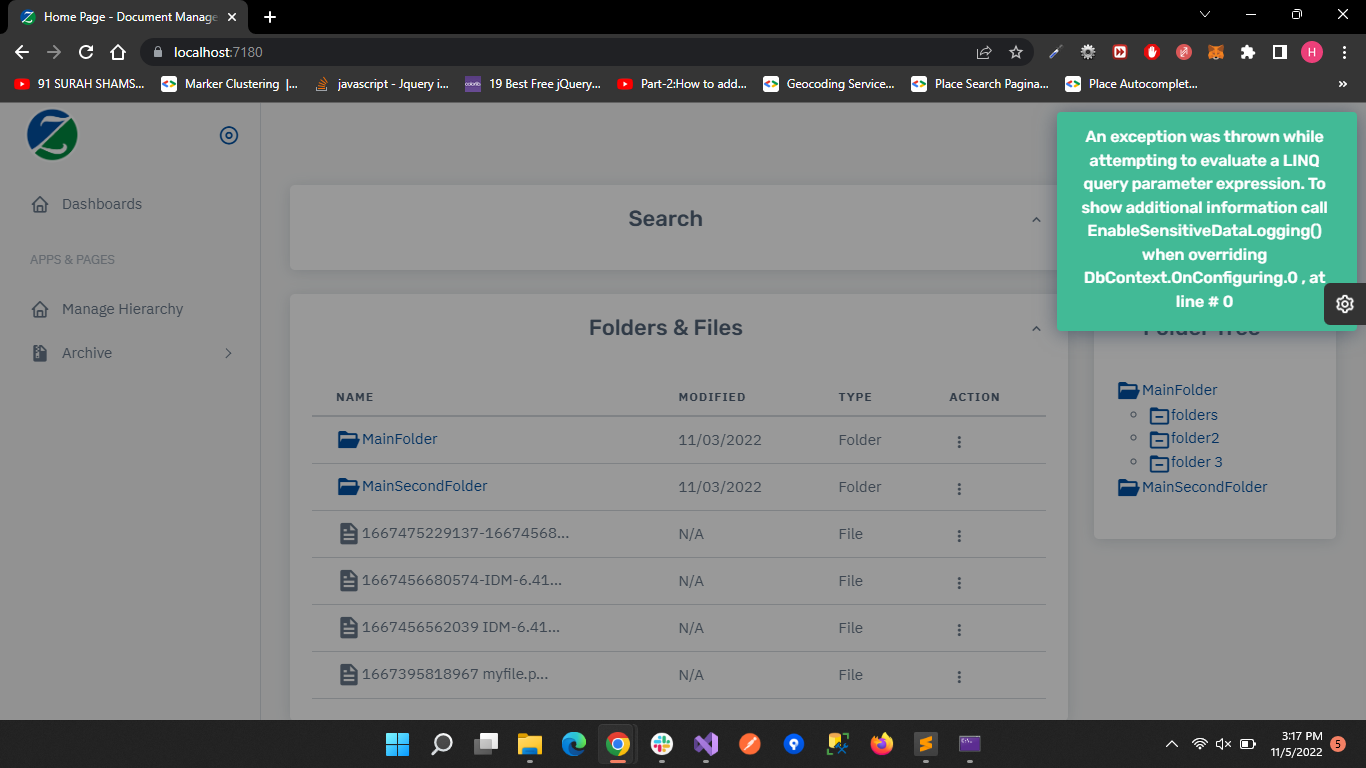 Home Page - Document Manage
localhost:7180
H
91 SURAH SHAMS...
Marker Clustering |...
javascript - Jquery i...
19 Best Free jQuery...
Part-2:How to add...
Geocoding Service...
Place Search Pagina...
Place Autocomplet...
»
Dashboards
APPS & PAGES
Manage Hierarchy
Archive
Search
An exception was thrown while
attempting to evaluate a LINQ
query parameter expression. To
show additional information call
EnableSensitiveDataLogging()
when overriding
DbContext.OnConfiguring.0 , at
line # 0
Folders & Files
NAME MODIFIED TYPE ACTION
MainFolder 11/03/2022 Folder
MainSecondFolder 11/03/2022 Folder
1667475229137-16674568... N/A File
1667456680574-IDM-6.41... N/A File
1667456562039 IDM-6.41... N/A File
1667395818967 myfile.p... N/A File
Folder Tree
MainFolder
folders
folder2
folder 3
MainSecondFolder
3:17 PM
11/5/2022
5